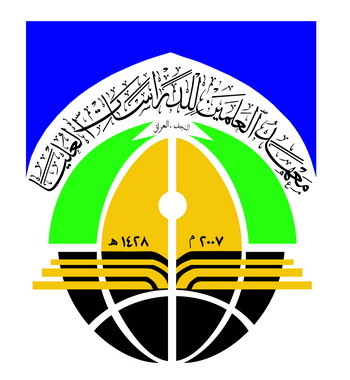 معهد العلمين للدراسات العليا
النجف . العراق
٢٠٠٧ م
١٤٢٨ هـ